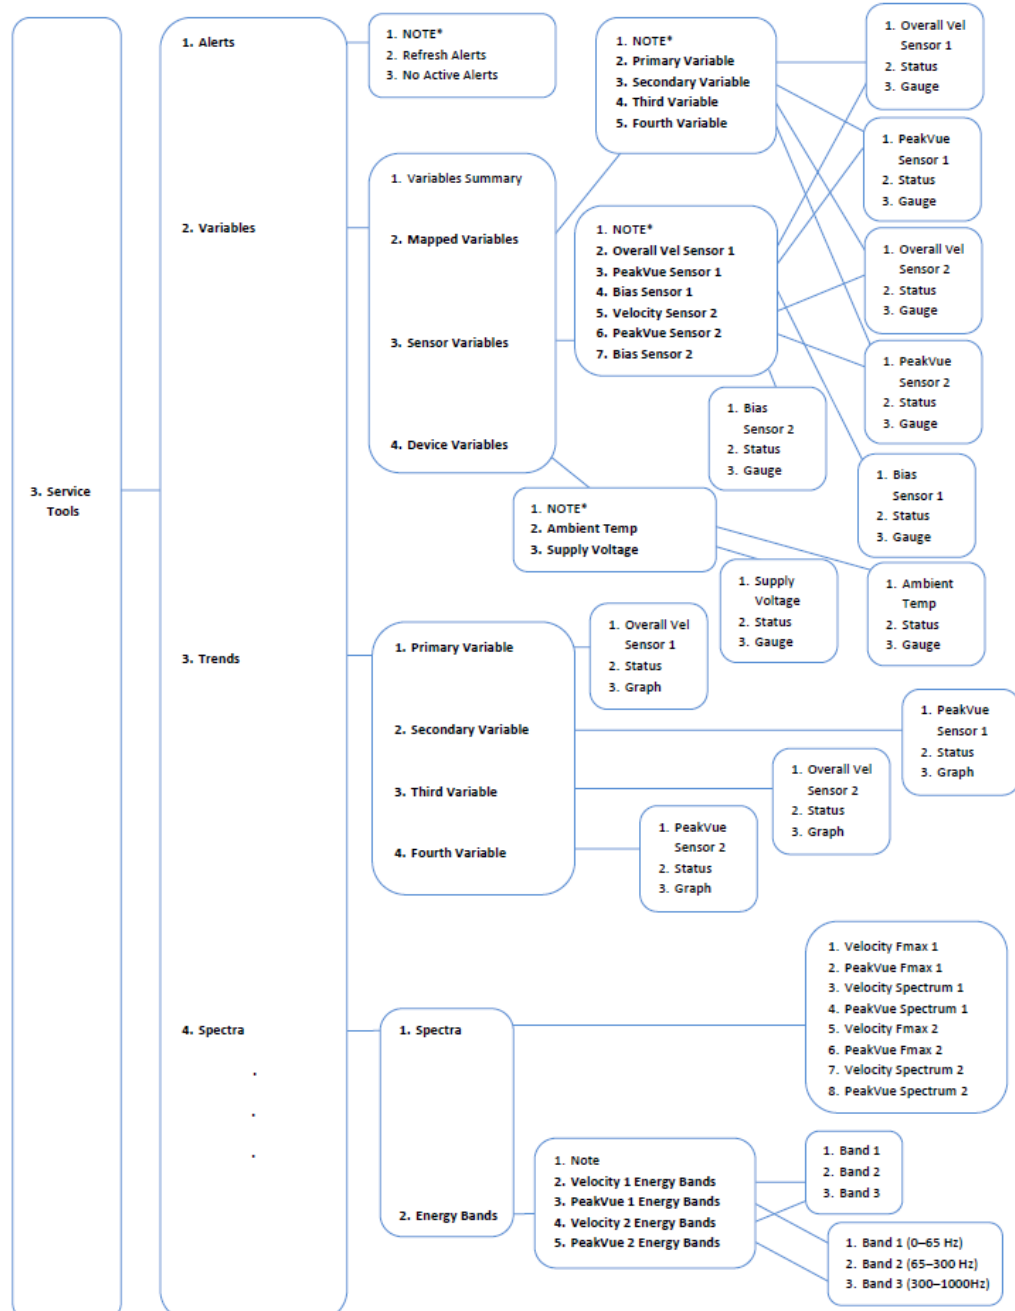 3. Service
Tools
1. Alerts
2. Variables
3. Trends
4. Spectra
.
.
.
1. NOTE*
2. Refresh Alerts
3. No Active Alerts
1. Variables Summary
2. Mapped Variables
3. Sensor Variables
4. Device Variables
1. NOTE*
2. Primary Variable
3. Secondary Variable
4. Third Variable
5. Fourth Variable
1. NOTE*
2. Overall Vel Sensor 1
3. PeakVue Sensor 1
4. Bias Sensor 1
5. Velocity Sensor 2
6. PeakVue Sensor 2
7. Bias Sensor 2
1. Overall Vel
Sensor 1
2. Status
3. Gauge
1. PeakVue
Sensor 1
2. Status
3. Gauge
1. Overall Vel
Sensor 2
2. Status
3. Gauge
1. PeakVue
Sensor 2
2. Status
3. Gauge
1. Bias
Sensor 2
2. Status
3. Gauge
1. Bias
Sensor 1
2. Status
3. Gauge
1. NOTE*
2. Ambient Temp
3. Supply Voltage
1. Supply
Voltage
2. Status
3. Gauge
1. Ambient
Temp
2. Status
3. Gauge
1. Primary Variable
2. Secondary Variable
3. Third Variable
4. Fourth Variable
1. Overall Vel
Sensor 1
2. Status
3. Graph
1. PeakVue
Sensor 1
2. Status
3. Graph
1. Overall Vel
Sensor 2
2. Status
3. Graph
1. PeakVue
Sensor 2
2. Status
3. Graph
1. Spectra
2. Energy Bands
1. Velocity Fmax 1
2. PeakVue Fmax 1
3. Velocity Spectrum 1
4. PeakVue Spectrum 1
5. Velocity Fmax 2
6. PeakVue Fmax 2
7. Velocity Spectrum 2
8. PeakVue Spectrum 2
1. Note
2. Velocity 1 Energy Bands
3. PeakVue 1 Energy Bands
4. Velocity 2 Energy Bands
5. PeakVue 2 Energy Bands
1. Band 1
2. Band 2
3. Band 3
1. Band 1 (0–65 Hz)
2. Band 2 (65–300 Hz)
3. Band 3 (300–1000Hz)